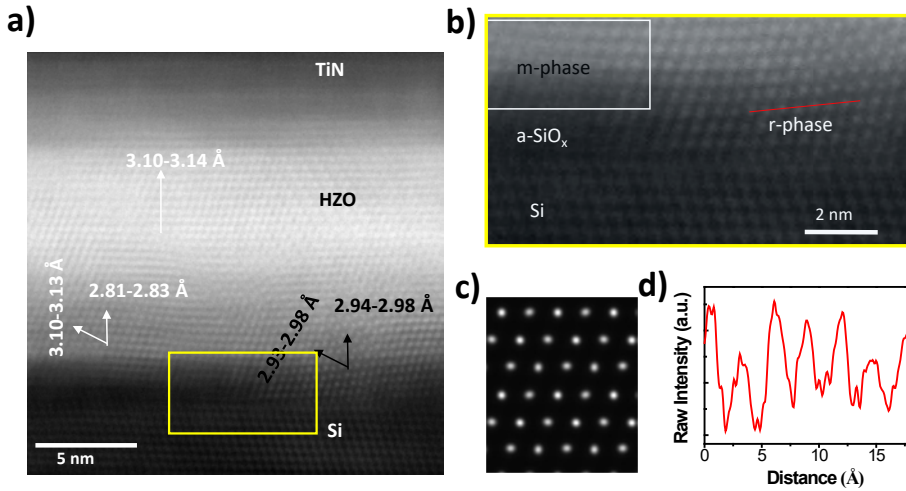 a)
TiN
3.10-3.14 Å
HZO
3.10-3.13 Å
2.81-2.83 Å
2.93-2.98 Å
2.94-2.98 Å
Si
5 nm
b)
m-phase
r-phase
a-SiOx
Si
2 nm
c)
d)
Raw Intensity (a.u.)
0 5 10 15
Distance (Å)